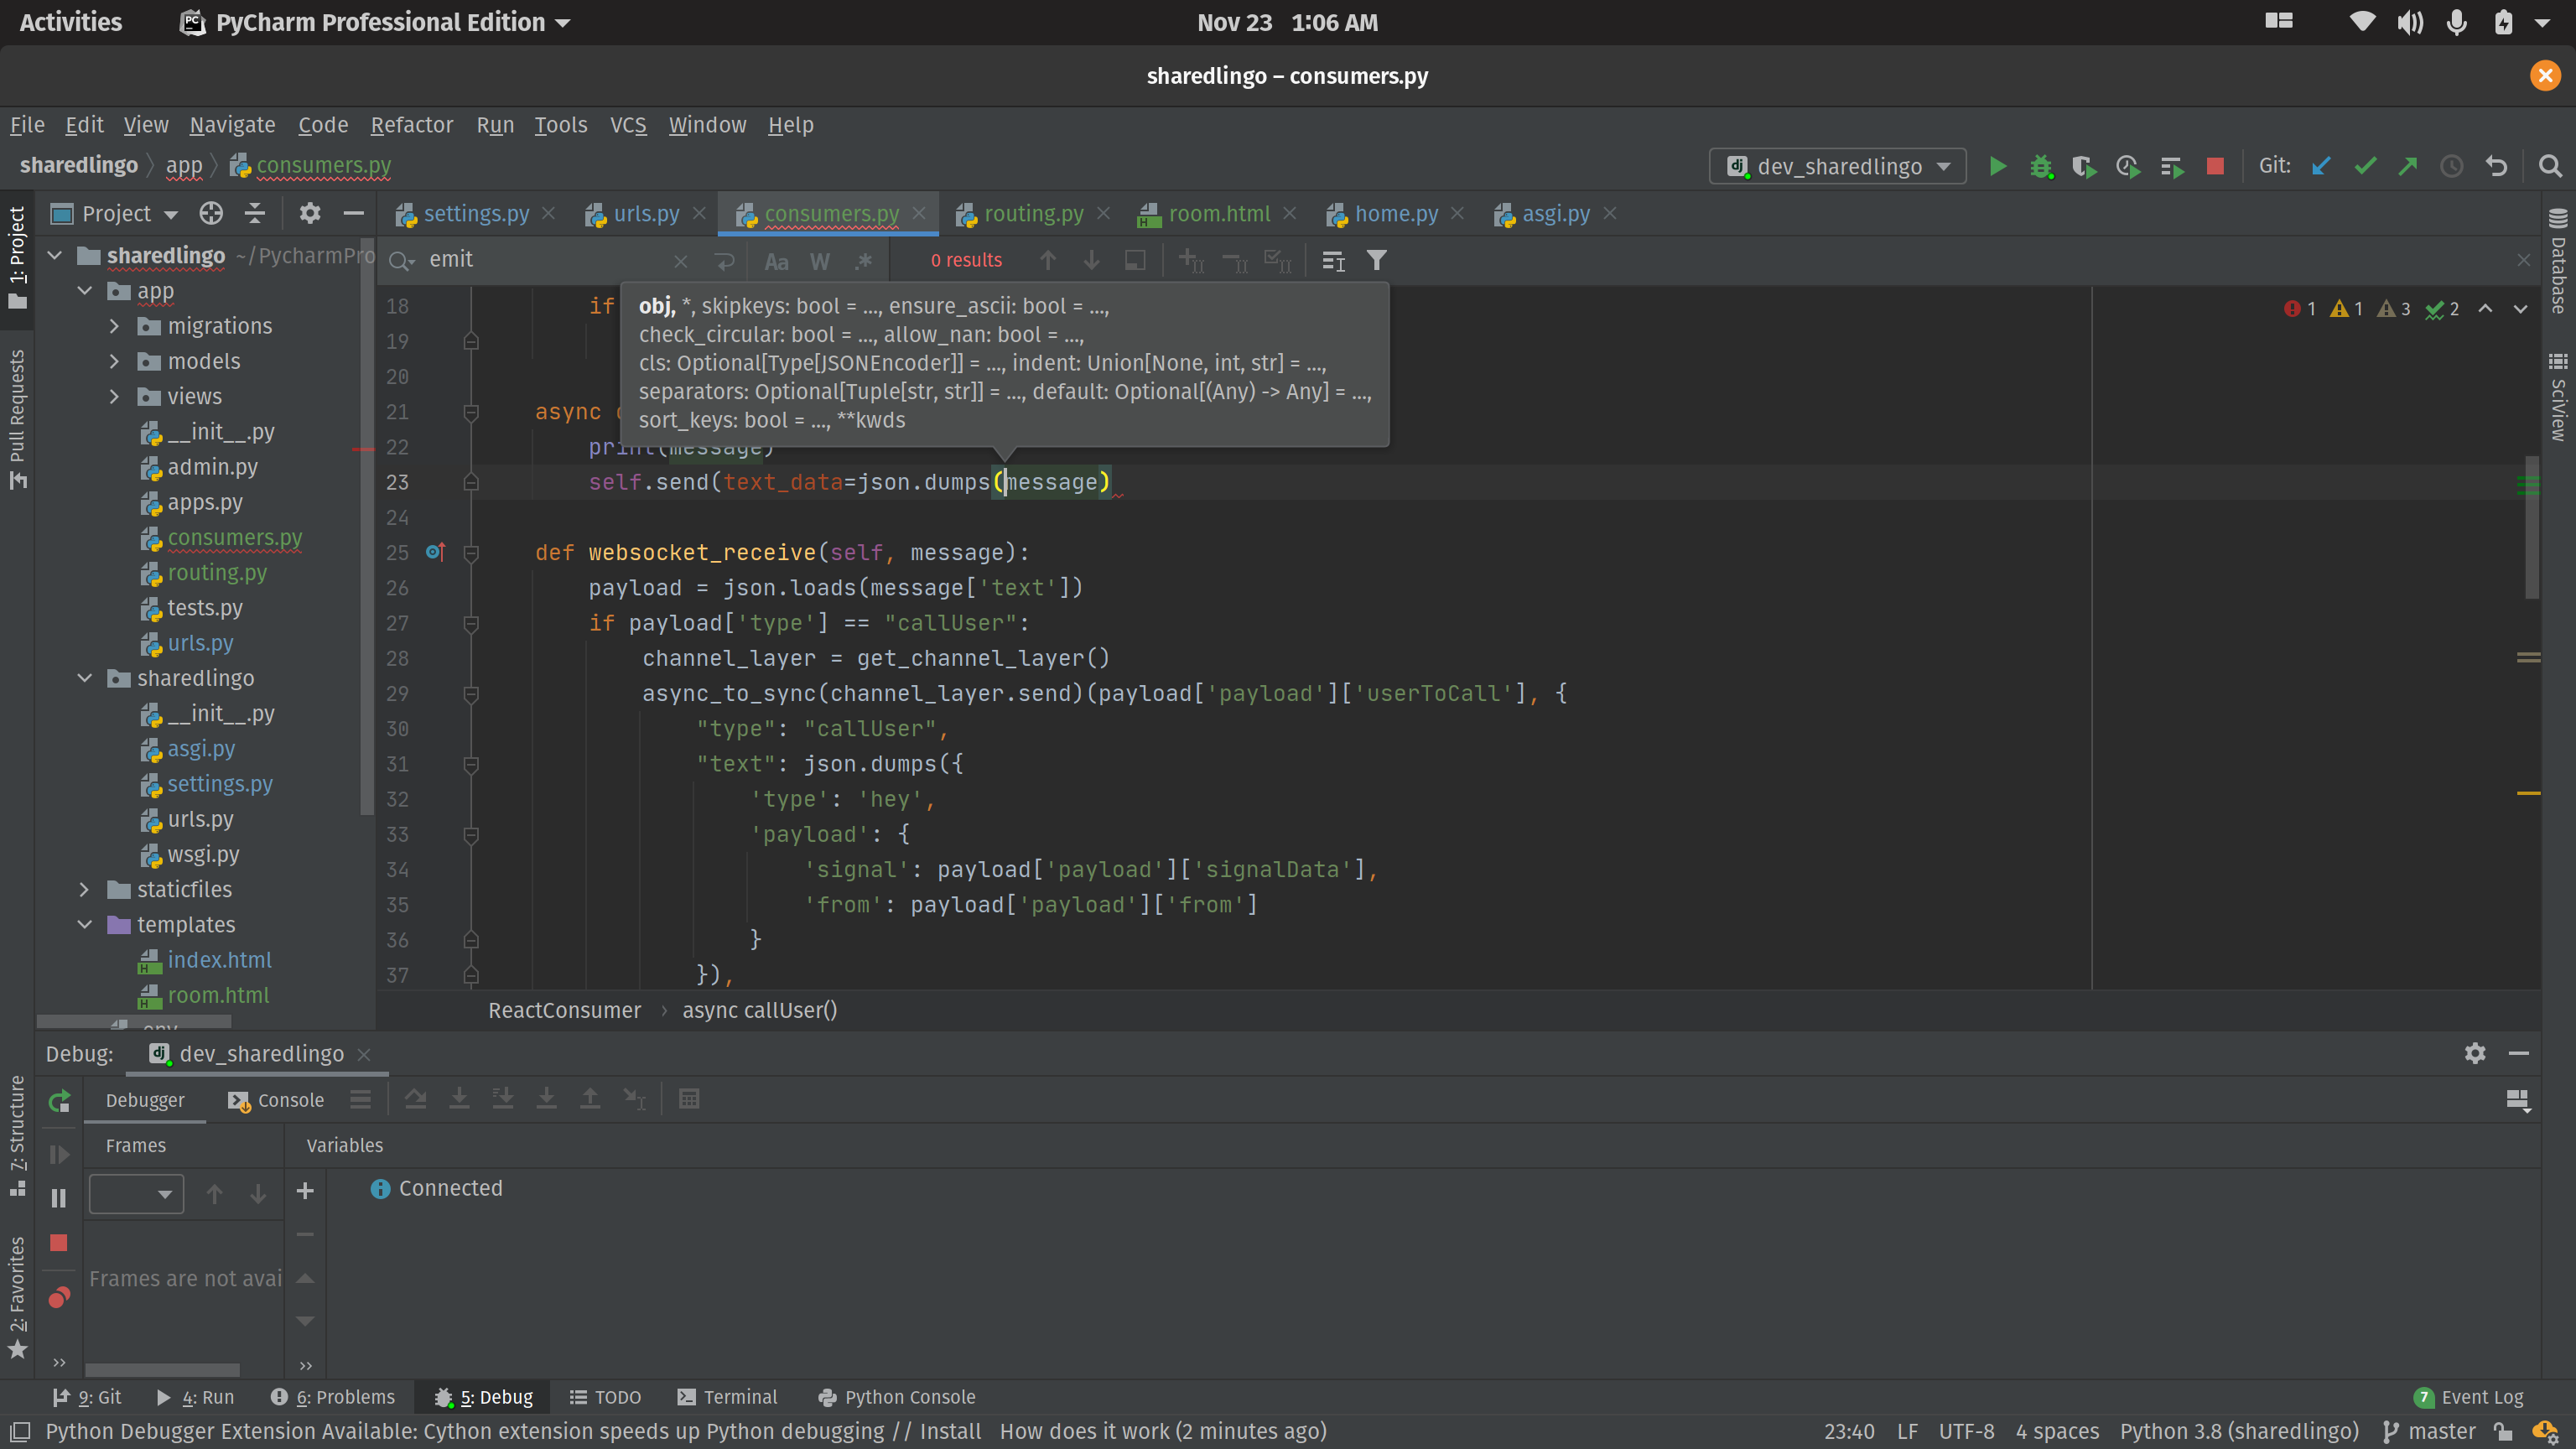 Activities
PyCharm Professional Edition
Nov 23 1:06 AM
sharedlingo – consumers.py
File Edit View Navigate Code Refactor Run Tools VCS Window Help
sharedlingo app consumers.py
dev_sharedlingo
Git:
1: Project
Pull Requests
7: Structure
2: Favorites
Database
SciView
Project
settings.py urls.py consumers.py routing.py room.html home.py asgi.py
emit
Aa W .*
0 results
sharedlingo ~/PycharmPro
app
migrations
models
views
__init__.py
admin.py
apps.py
consumers.py
routing.py
tests.py
urls.py
sharedlingo
__init__.py
asgi.py
settings.py
urls.py
wsgi.py
staticfiles
templates
index.html
room.html
obj, *, skipkeys: bool = ..., ensure_ascii: bool = ...,
check_circular: bool = ..., allow_nan: bool = ...,
cls: Optional[Type[JSONEncoder]] = ..., indent: Union[None, int, str] = ...,
separators: Optional[Tuple[str, str]] = ..., default: Optional[(Any) -> Any] = ...,
sort_keys: bool = ..., **kwds
1 1 3 2
18 if
19
20
21 async
22 print(message)
23 self.send(text_data=json.dumps(message)
24
25 def websocket_receive(self, message):
26 payload = json.loads(message['text'])
27 if payload['type'] == "callUser":
28 channel_layer = get_channel_layer()
29 async_to_sync(channel_layer.send)(payload['payload']['userToCall'], {
30 "type": "callUser",
31 "text": json.dumps({
32 'type': 'hey',
33 'payload': {
34 'signal': payload['payload']['signalData'],
35 'from': payload['payload']['from']
36 }
37 }),
ReactConsumer › async callUser()
Debug: dev_sharedlingo
Debugger Console
Frames Variables
Connected
Frames are not avai
9: Git 4: Run 6: Problems 5: Debug TODO Terminal Python Console
7 Event Log
Python Debugger Extension Available: Cython extension speeds up Python debugging // Install How does it work (2 minutes ago)
23:40 LF UTF-8 4 spaces Python 3.8 (sharedlingo) master